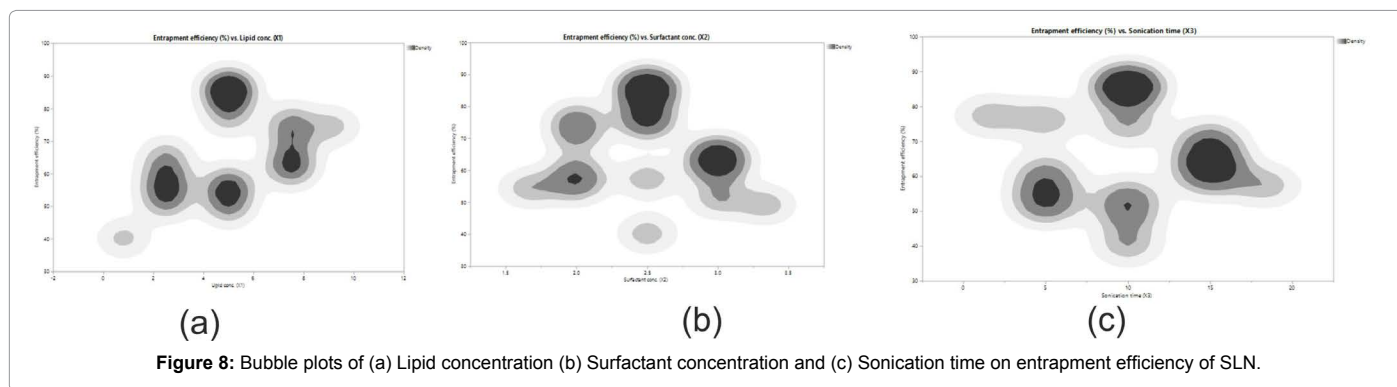 Entrapment efficiency (%) vs. Lipid conc. (X1)
Density
Entrapment efficiency (%)
100
90
80
70
60
50
40
30
-2
0
2
4
6
8
10
12
Lipid conc. (X1)
(a)
Entrapment efficiency (%) vs. Surfactant conc. (X2)
Density
Entrapment efficiency (%)
100
90
80
70
60
50
40
30
1.5
2.0
2.5
3.0
3.5
Surfactant conc. (X2)
(b)
Entrapment efficiency (%) vs. Sonication time (X3)
Density
Entrapment efficiency (%)
100
90
80
70
60
50
40
30
0
5
10
15
20
Sonication time (X3)
(c)
Figure 8: Bubble plots of (a) Lipid concentration (b) Surfactant concentration and (c) Sonication time on entrapment efficiency of SLN.